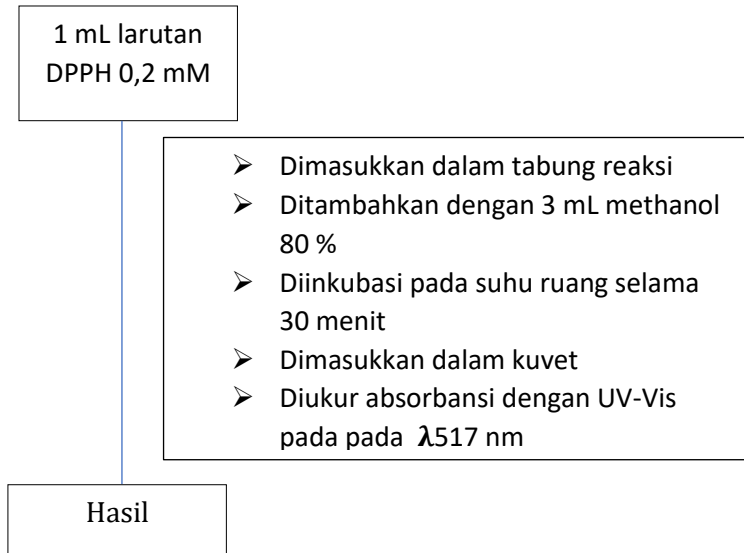 1 mL larutan
DPPH 0,2 mM
➢ Dimasukkan dalam tabung reaksi
➢ Ditambahkan dengan 3 mL methanol
80 %
➢ Diinkubasi pada suhu ruang selama
30 menit
➢ Dimasukkan dalam kuvet
➢ Diukur absorbansi dengan UV-Vis
pada pada λ517 nm
Hasil